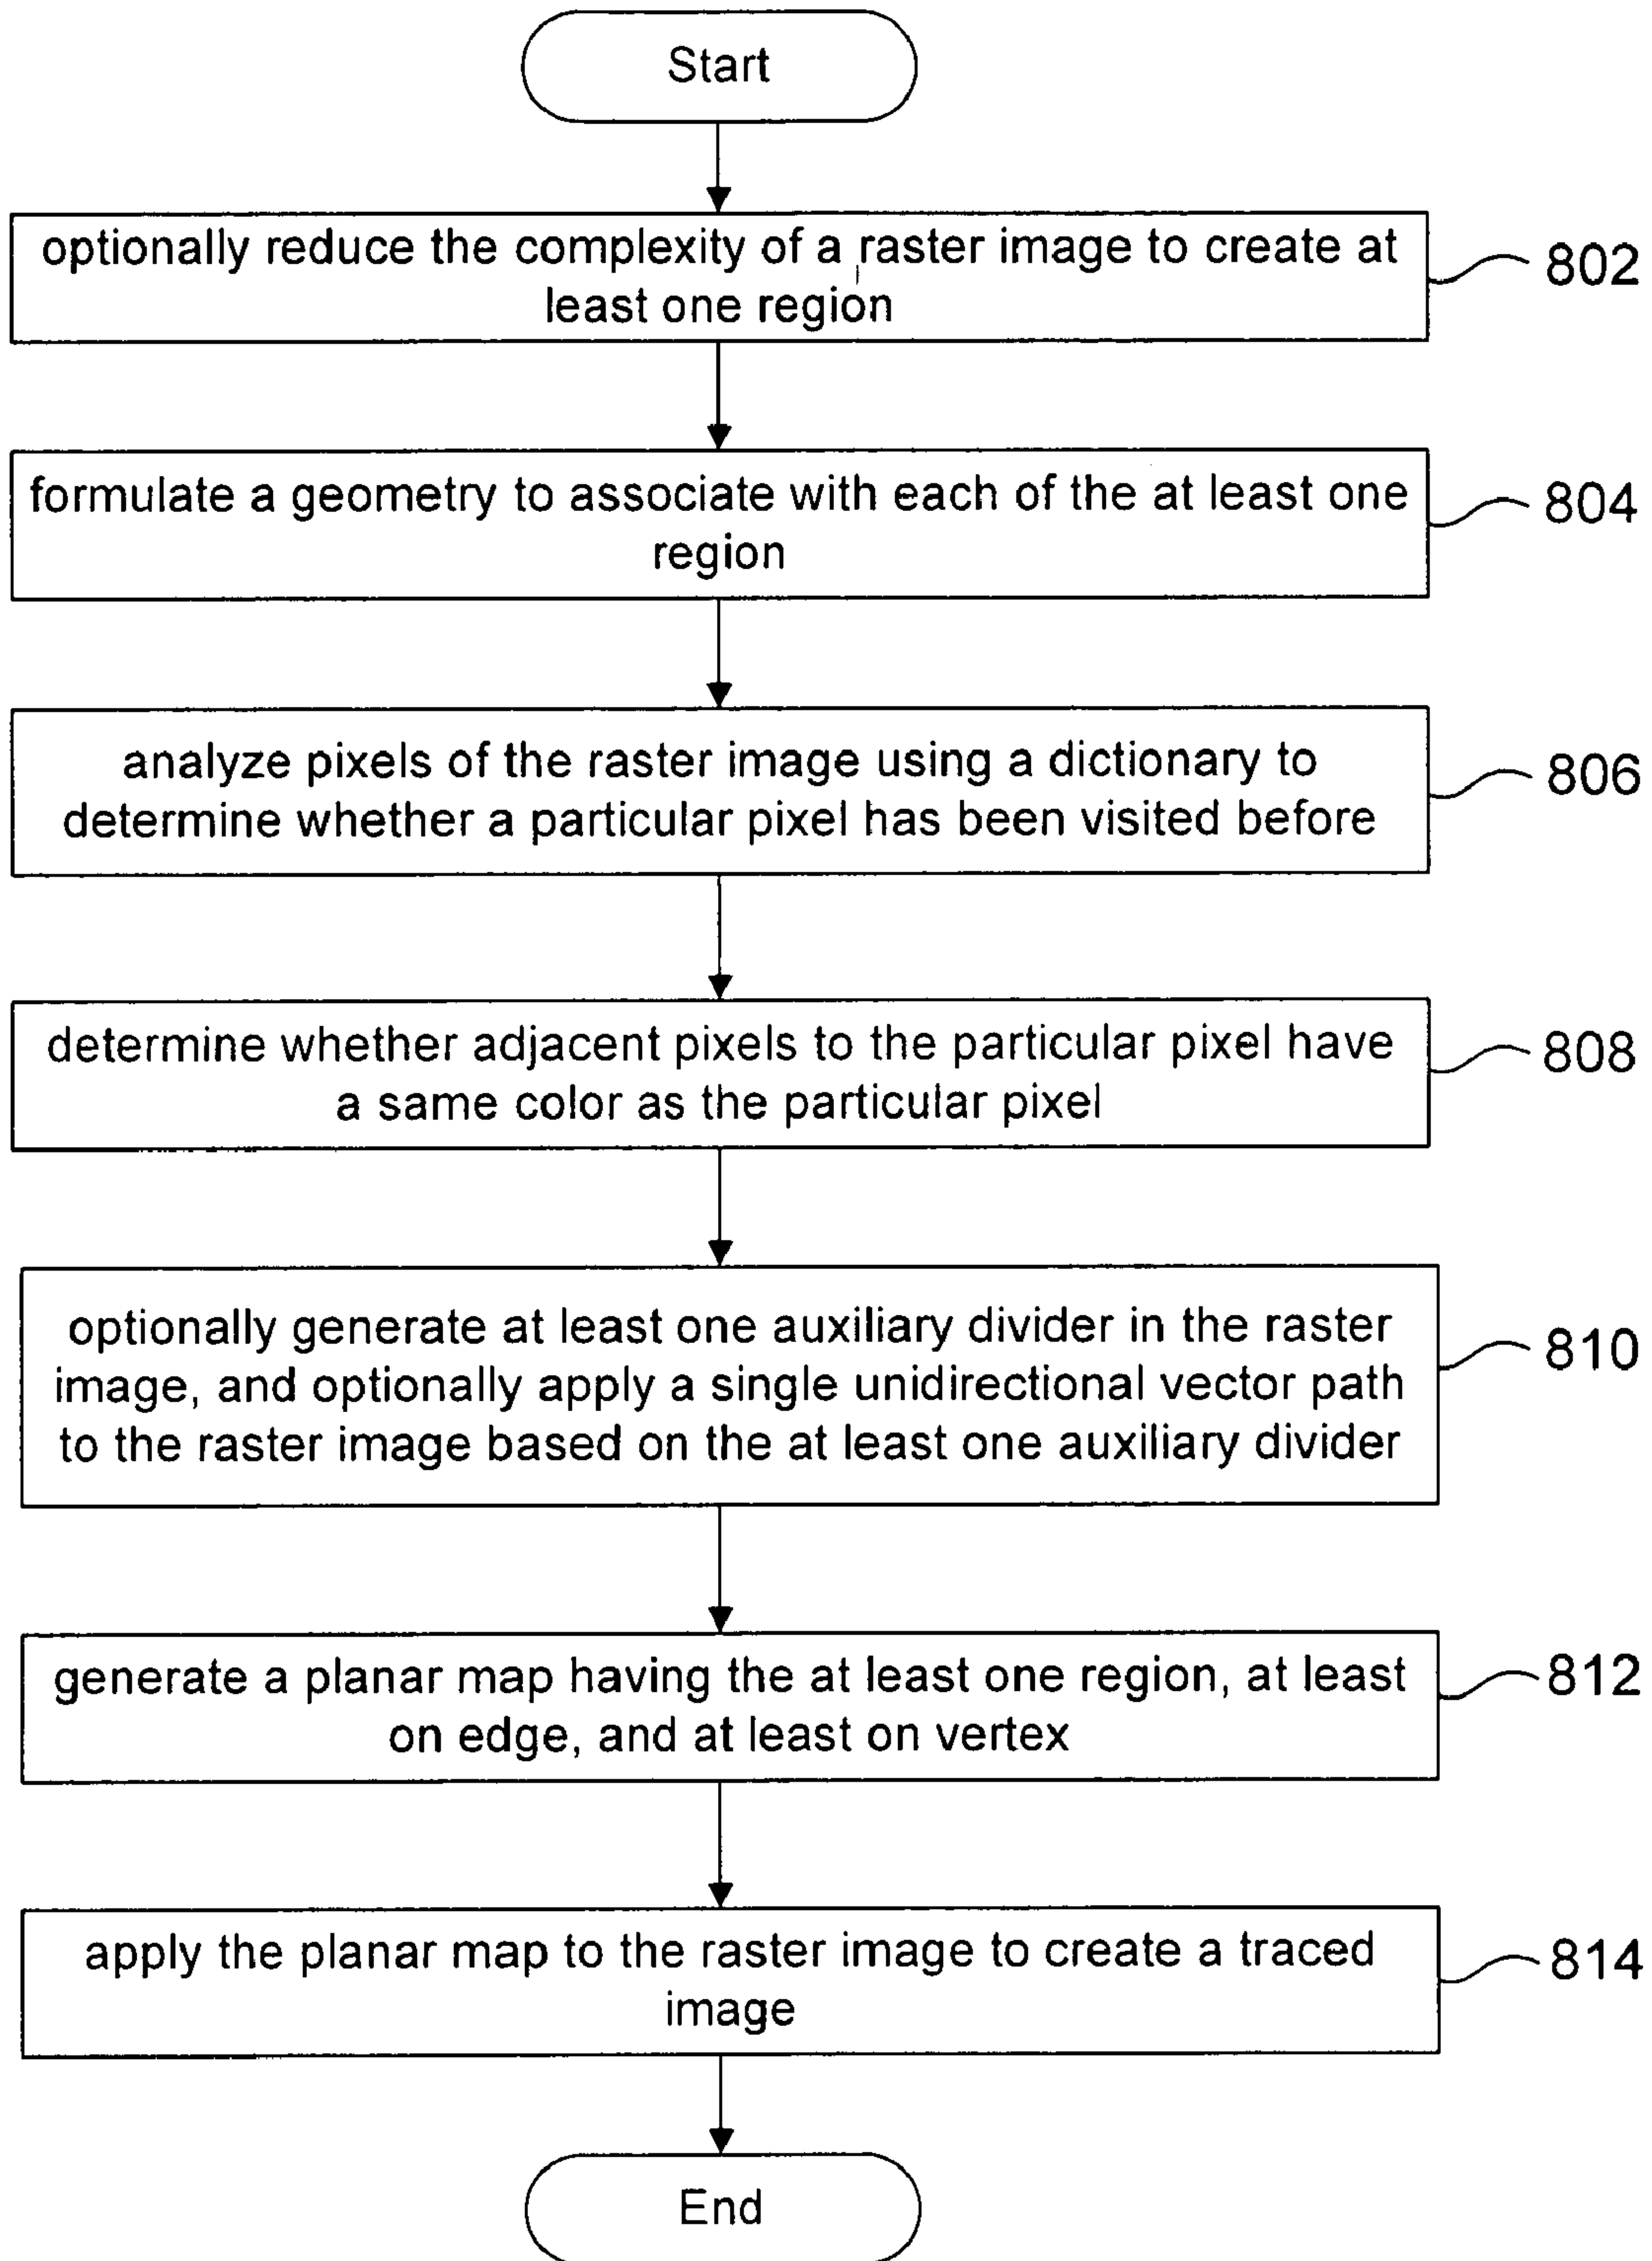 Start
optionally reduce the complexity of a raster image to create at
least one region
802
formulate a geometry to associate with each of the at least one
region
804
analyze pixels of the raster image using a dictionary to
determine whether a particular pixel has been visited before
806
determine whether adjacent pixels to the particular pixel have
a same color as the particular pixel
808
optionally generate at least one auxiliary divider in the raster
image, and optionally apply a single unidirectional vector path
to the raster image based on the at least one auxiliary divider
810
generate a planar map having the at least one region, at least
on edge, and at least on vertex
812
apply the planar map to the raster image to create a traced
image
814
End